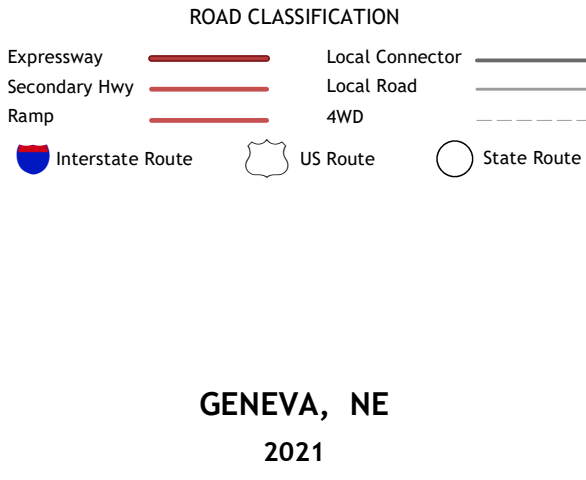 ROAD CLASSIFICATION
Expressway
Local Connector
Secondary Hwy
Local Road
Ramp
4WD
Interstate Route
US Route
State Route
GENEVA, NE
2021